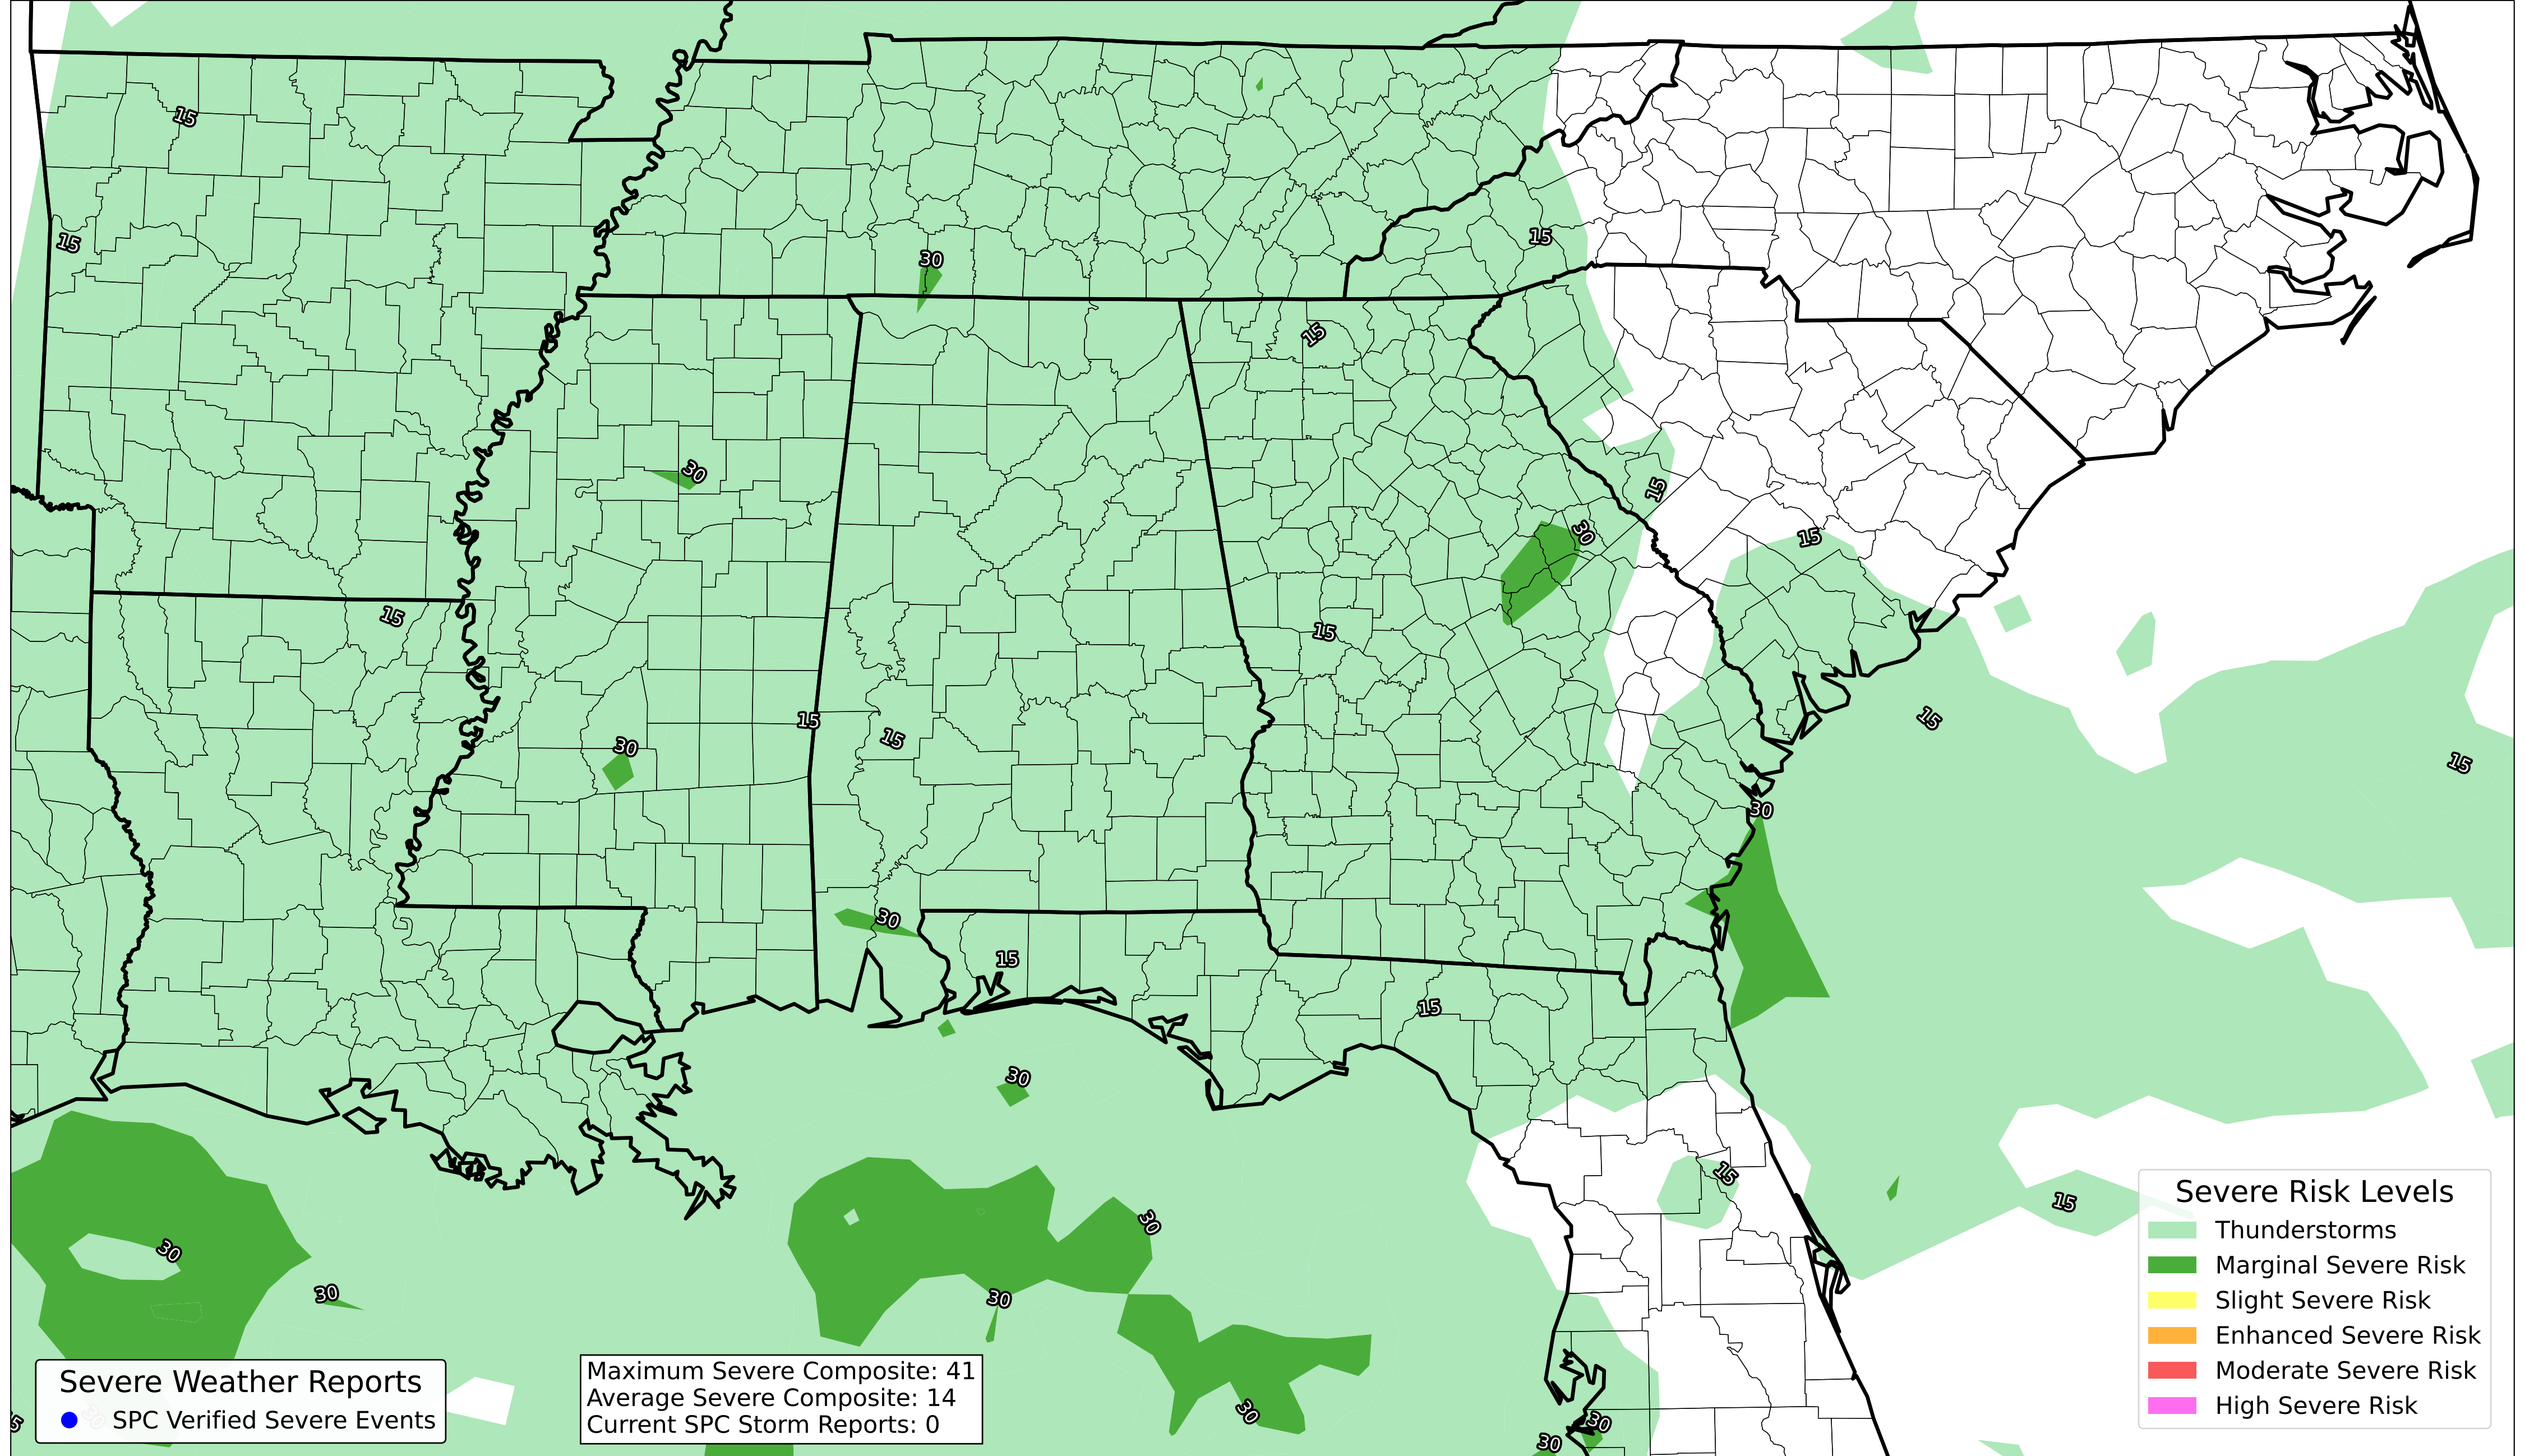 15
15
30
15
15
30
15
30
15
15
15
30
15
15
15
15
30
30
15
15
30
30
15
15
30
30
30
30
30
30
30
15
Severe Risk Levels
Thunderstorms
Marginal Severe Risk
Slight Severe Risk
Enhanced Severe Risk
Moderate Severe Risk
High Severe Risk
Severe Weather Reports
SPC Verified Severe Events
Maximum Severe Composite: 41
Average Severe Composite: 14
Current SPC Storm Reports: 0